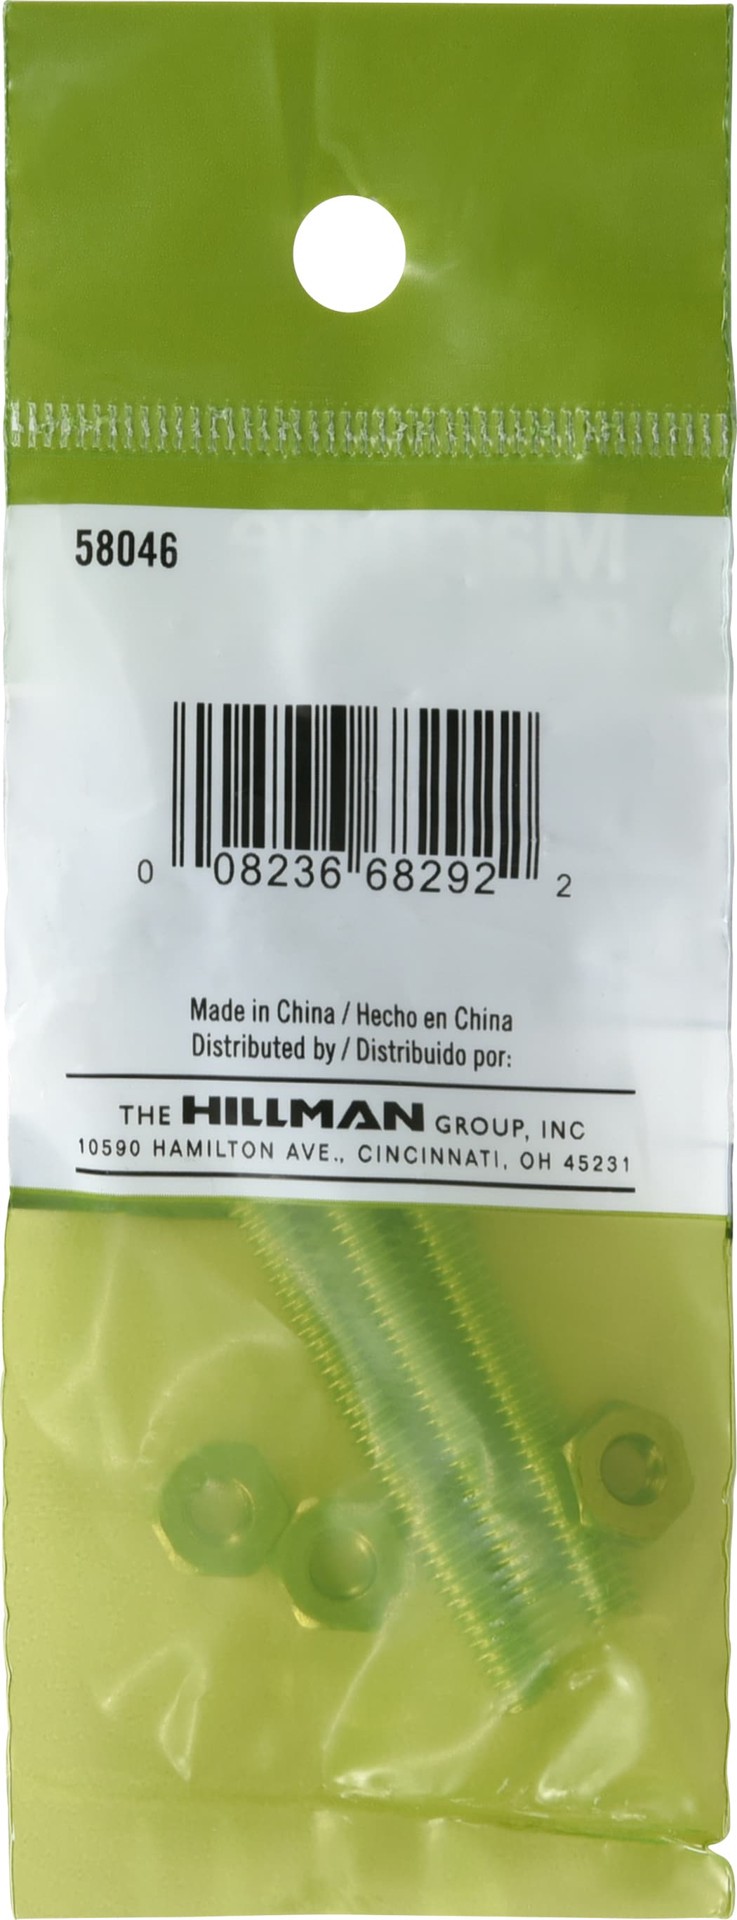 58046
0 08236 68292 2
Made in China / Hecho en China
Distributed by / Distribuido por:
THE HILLMAN GROUP, INC
10590 HAMILTON AVE., CINCINNATI, OH 45231